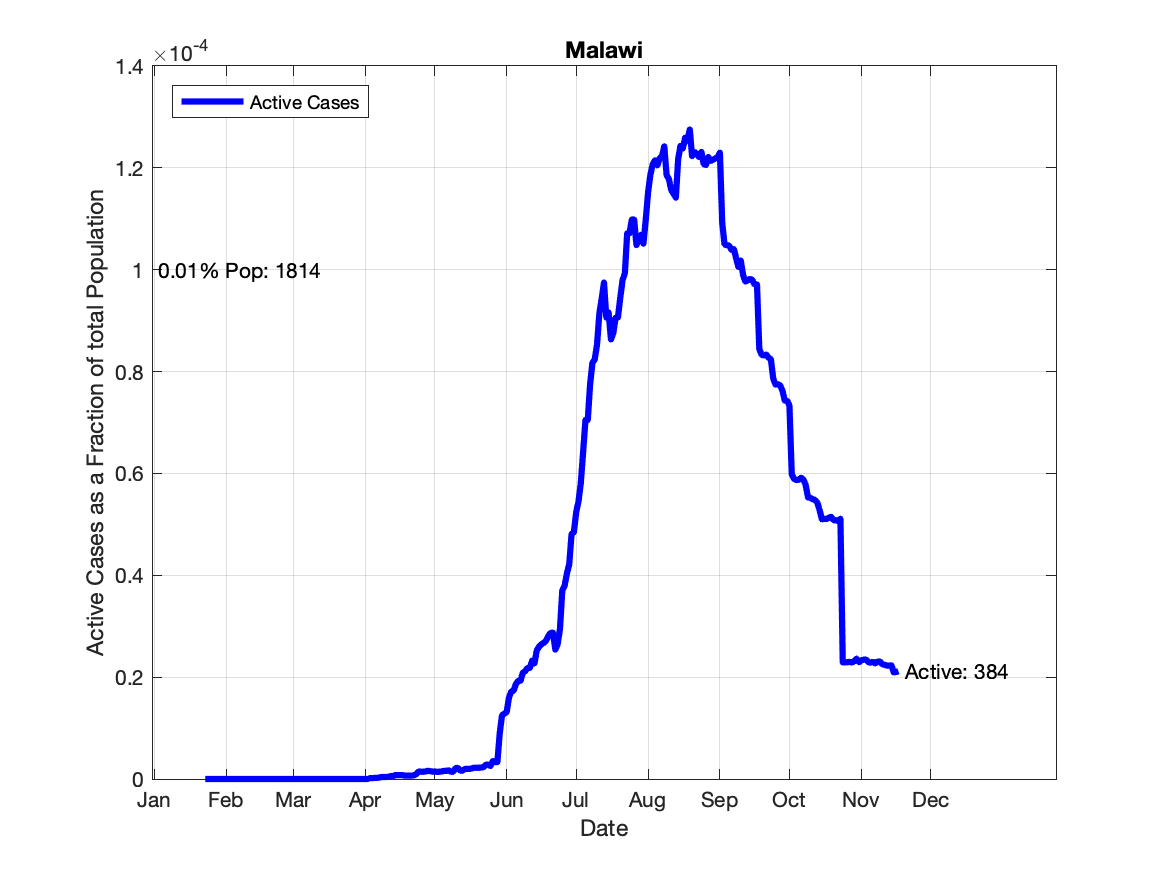 Malawi
×10-4
Active Cases
1.4
1.2
1
0.8
0.6
0.4
0.2
0
0.01% Pop: 1814
Active: 384
Active Cases as a Fraction of total Population
Jan Feb Mar Apr May Jun Jul Aug Sep Oct Nov Dec
Date